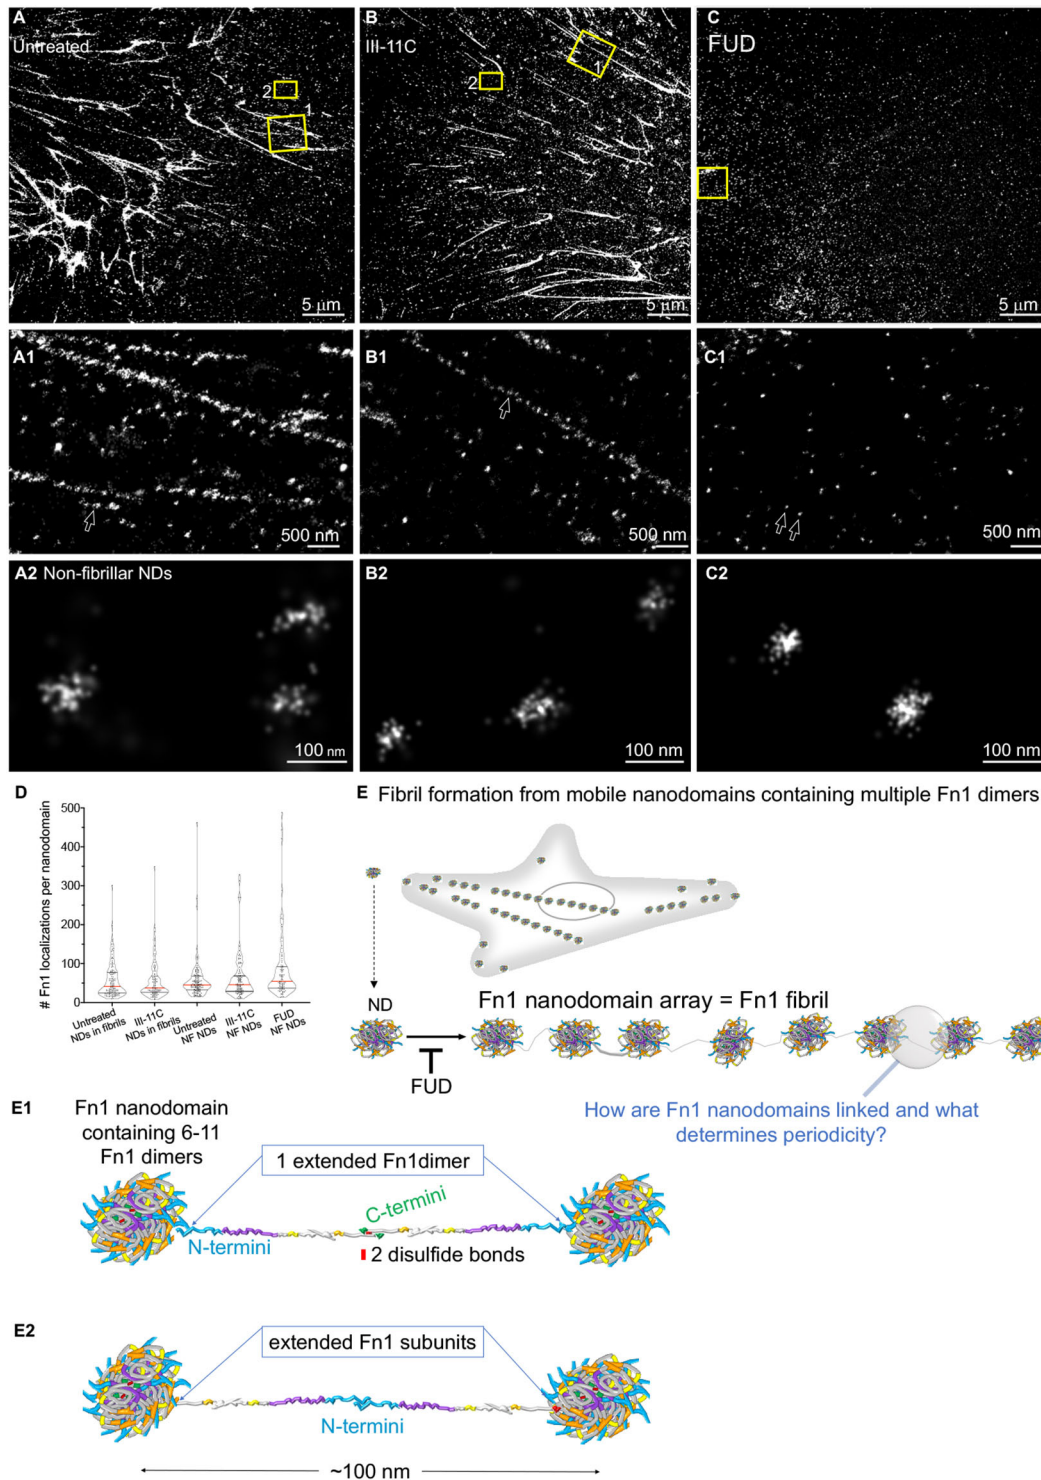 A
Untreated
2
1
5 μm
B
III-11C
2
1
5 μm
C
FUD
5 μm
A1
500 nm
B1
500 nm
C1
500 nm
A2 Non-fibrillar NDs
100 nm
B2
100 nm
C2
100 nm
D
# Fn1 localizations per nanodomain
500
400
300
200
100
50
0
Untreated
NDs in fibrils
III-11C
NDs in fibrils
Untreated
NF NDs
III-11C
NF NDs
FUD
NF NDs
E Fibril formation from mobile nanodomains containing multiple Fn1 dimers
ND
Fn1 nanodomain array = Fn1 fibril
FUD
How are Fn1 nanodomains linked and what
determines periodicity?
E1
Fn1 nanodomain
containing 6-11
Fn1 dimers
1 extended Fn1dimer
C-termini
N-termini
2 disulfide bonds
E2
extended Fn1 subunits
N-termini
~100 nm